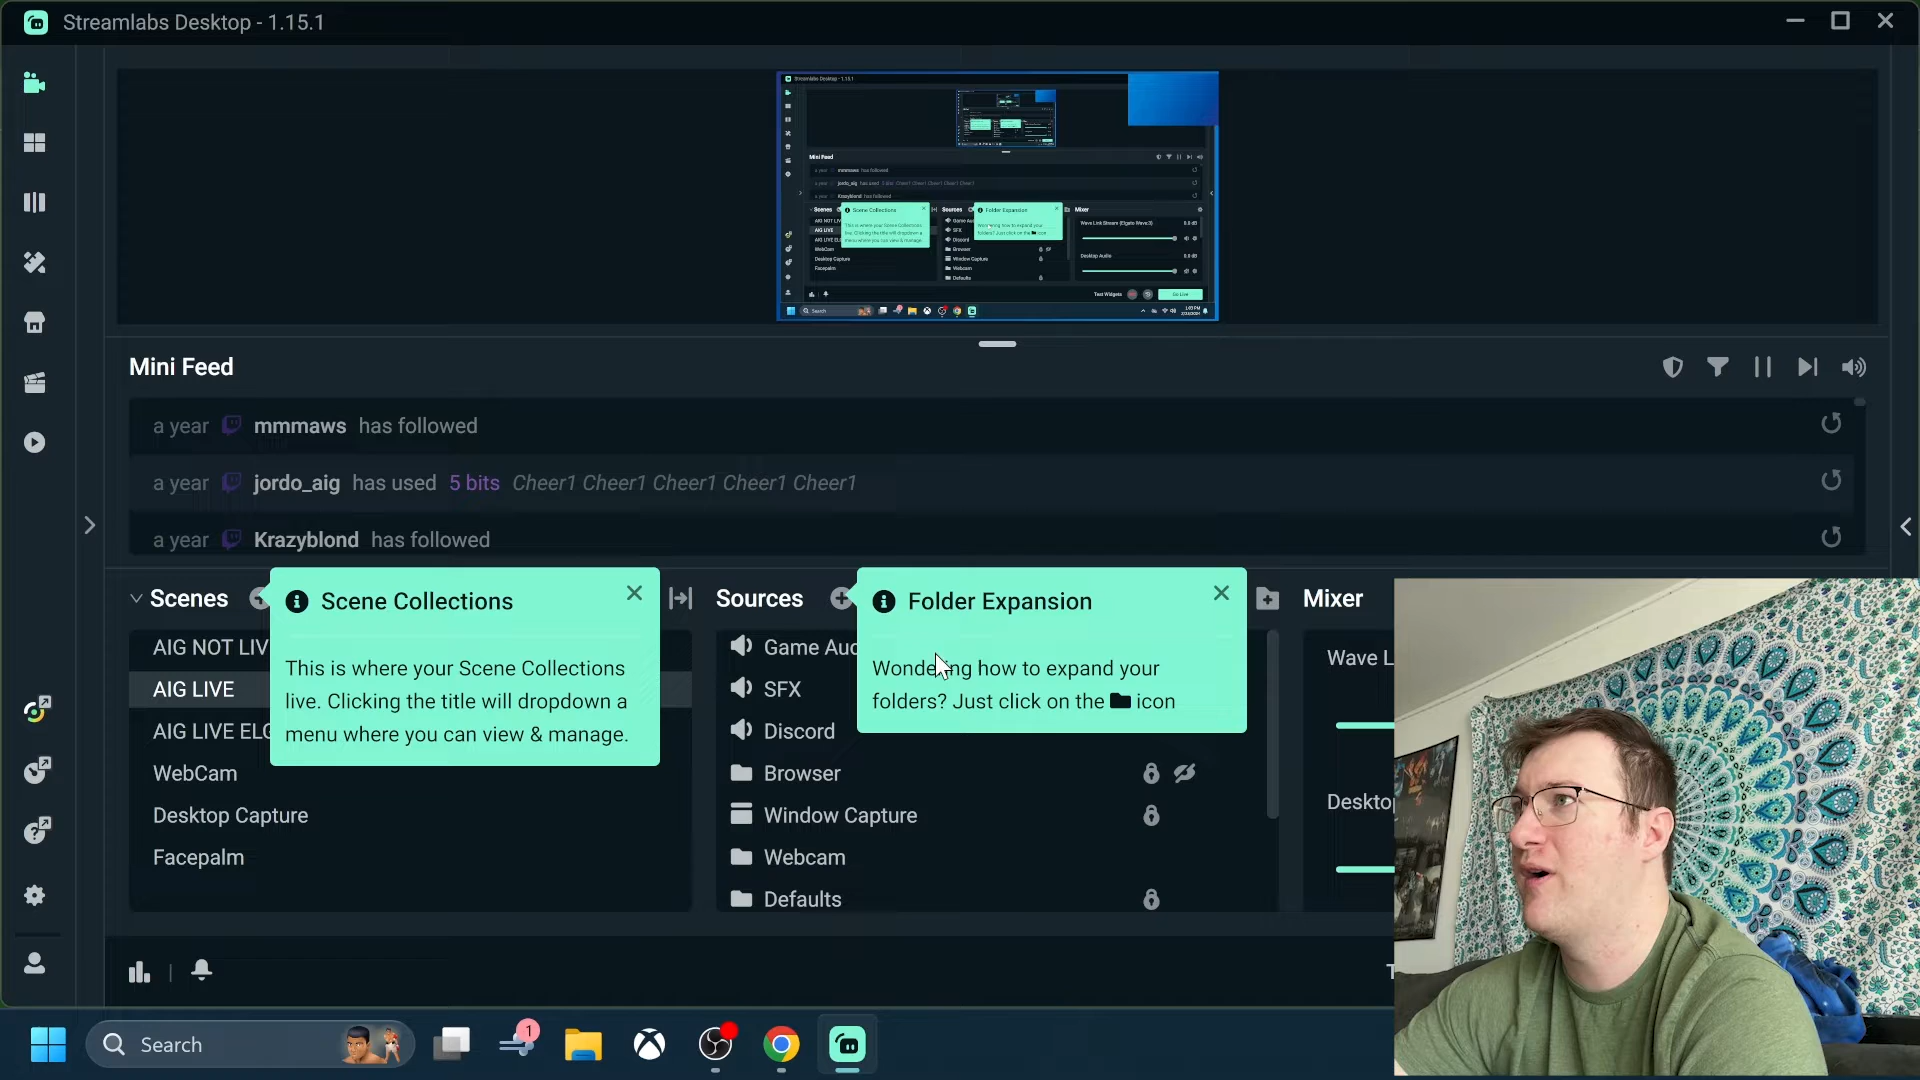 Streamlabs Desktop - 1.15.1
Mini Feed
a year mmmaws has followed
a year jordo_aig has used 5 bits Cheer1 Cheer1 Cheer1 Cheer1 Cheer1
a year Krazyblond has followed
Scenes
AIG NOT LIV
AIG LIVE
AIG LIVE ELG
WebCam
Desktop Capture
Facepalm
Scene Collections
This is where your Scene Collections
live. Clicking the title will dropdown a
menu where you can view & manage.
Sources
Game Auc
SFX
Discord
Browser
Window Capture
Webcam
Defaults
Folder Expansion
Wondering how to expand your
folders? Just click on the icon
Mixer
Wave L
Deskto
Search
1